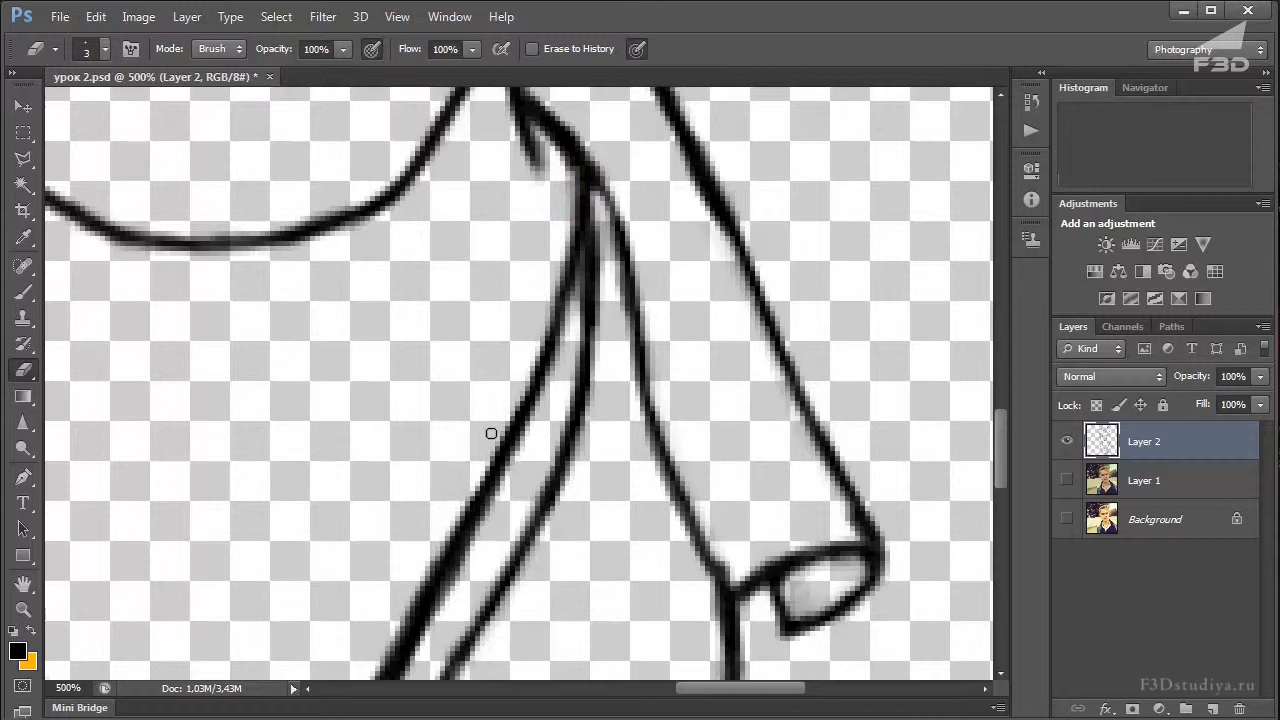 Ps File Edit Image Layer Type Select Filter 3D View Window Help
3 Mode: Brush Opacity: 100% Flow: 100% Erase to History Photography
F3D
урок 2.psd @ 500% (Layer 2, RGB/8#) * ×
Histogram Navigator
Adjustments
Add an adjustment
Layers Channels Paths
Kind
Normal Opacity: 100%
Lock: Fill: 100%
Layer 2
Layer 1
Background
500% Doc: 1,03M/3,43M
F3Dstudiya.ru
Mini Bridge